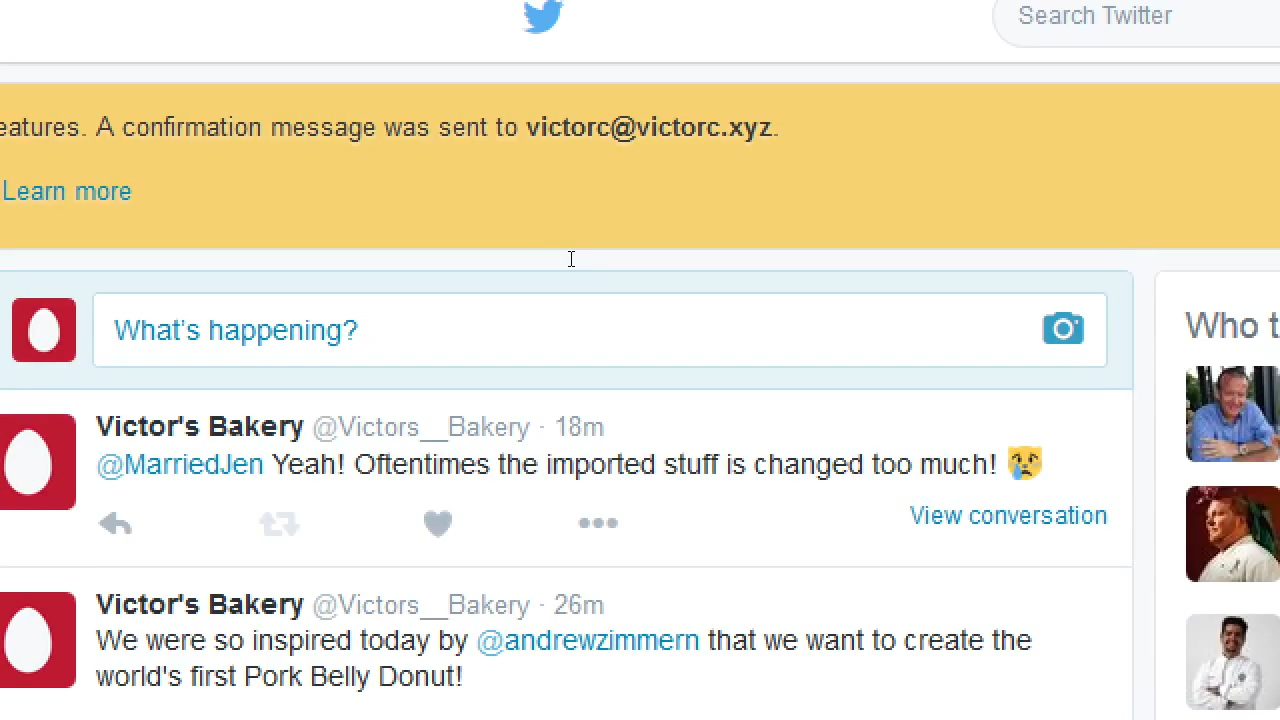 Search Twitter
eatures. A confirmation message was sent to victorc@victorc.xyz.
Learn more
What's happening?
Who t
Victor's Bakery @Victors__Bakery · 18m
@MarriedJen Yeah! Oftentimes the imported stuff is changed too much! 😿
View conversation
Victor's Bakery @Victors__Bakery · 26m
We were so inspired today by @andrewzimmern that we want to create the
world's first Pork Belly Donut!